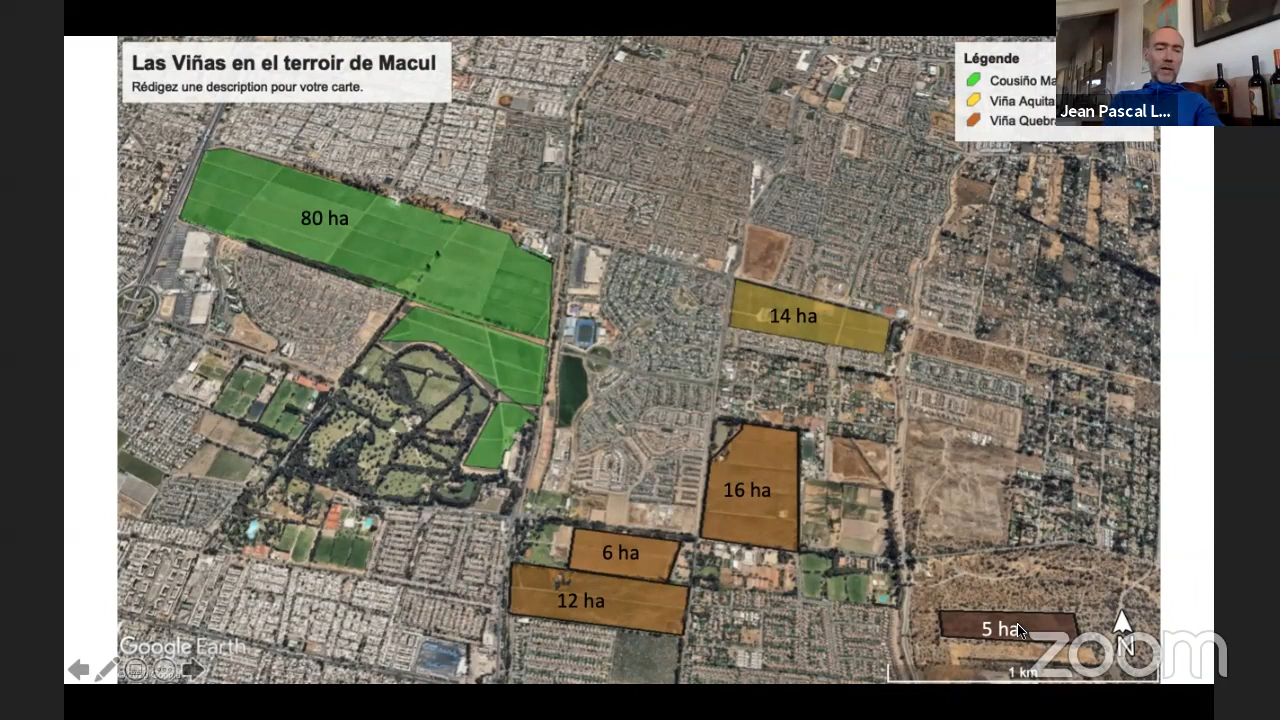 Las Viñas en el terroir de Macul
Rédigez une description pour votre carte.
Légende
Cousiño Ma
Viña Aquita
Viña Quebra
Jean Pascal L...
80 ha
14 ha
16 ha
6 ha
12 ha
5 ha
N
1 km
Google Earth
zoom